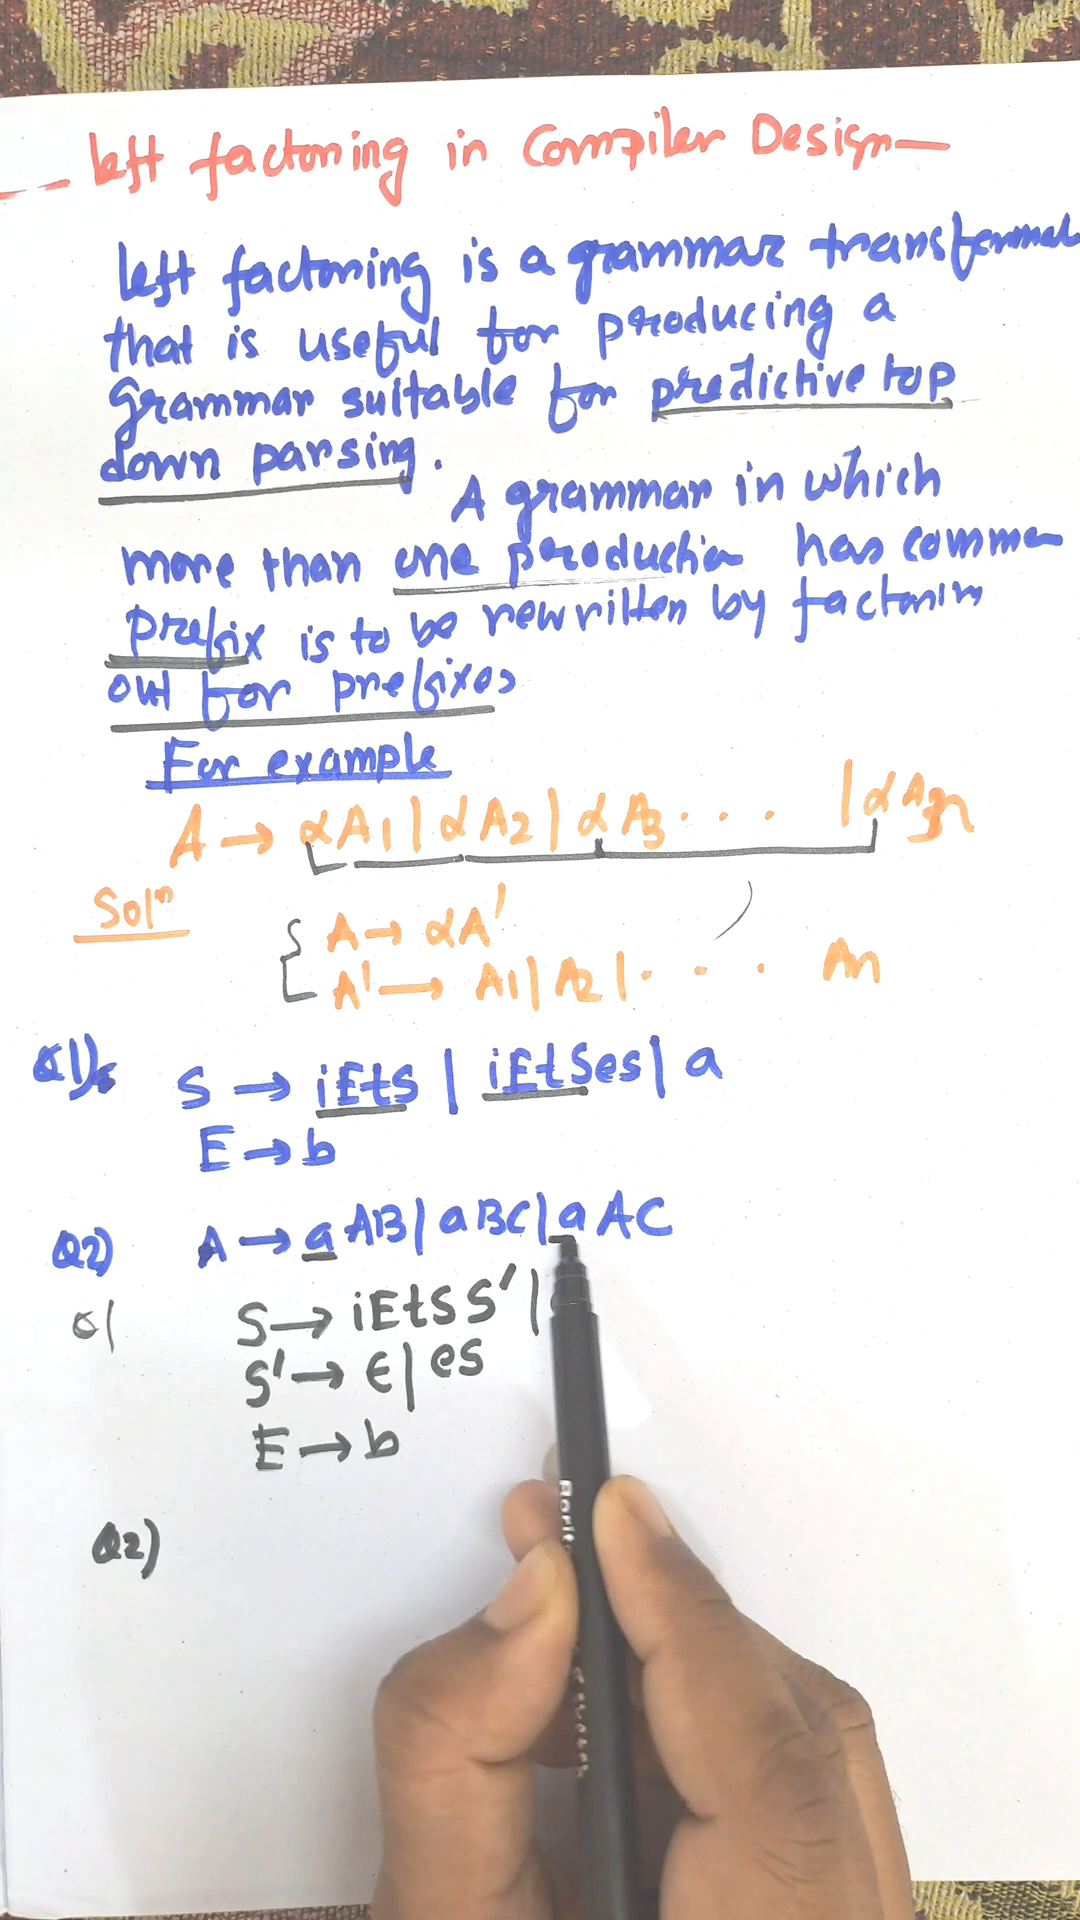 left factoring in Compiler Design
left factoring is a grammar transformat
that is useful for producing a
Grammar suitable for predictive top
down parsing.
A grammar in which
more than one production has common
prefix is to be rewritten by factoring
out for prefixes
For example
A → αA1 | αA2 | αA3 . . . | αAn
Solⁿ
A → αA'
A' → A1 | A2 | . . . An
Q1)
S → iEtS | iEtSes | a
E → b
Q2) A → aAB | aBC | aAC
S → iEtSS' |
S' → ε | es
E → b
Q2)